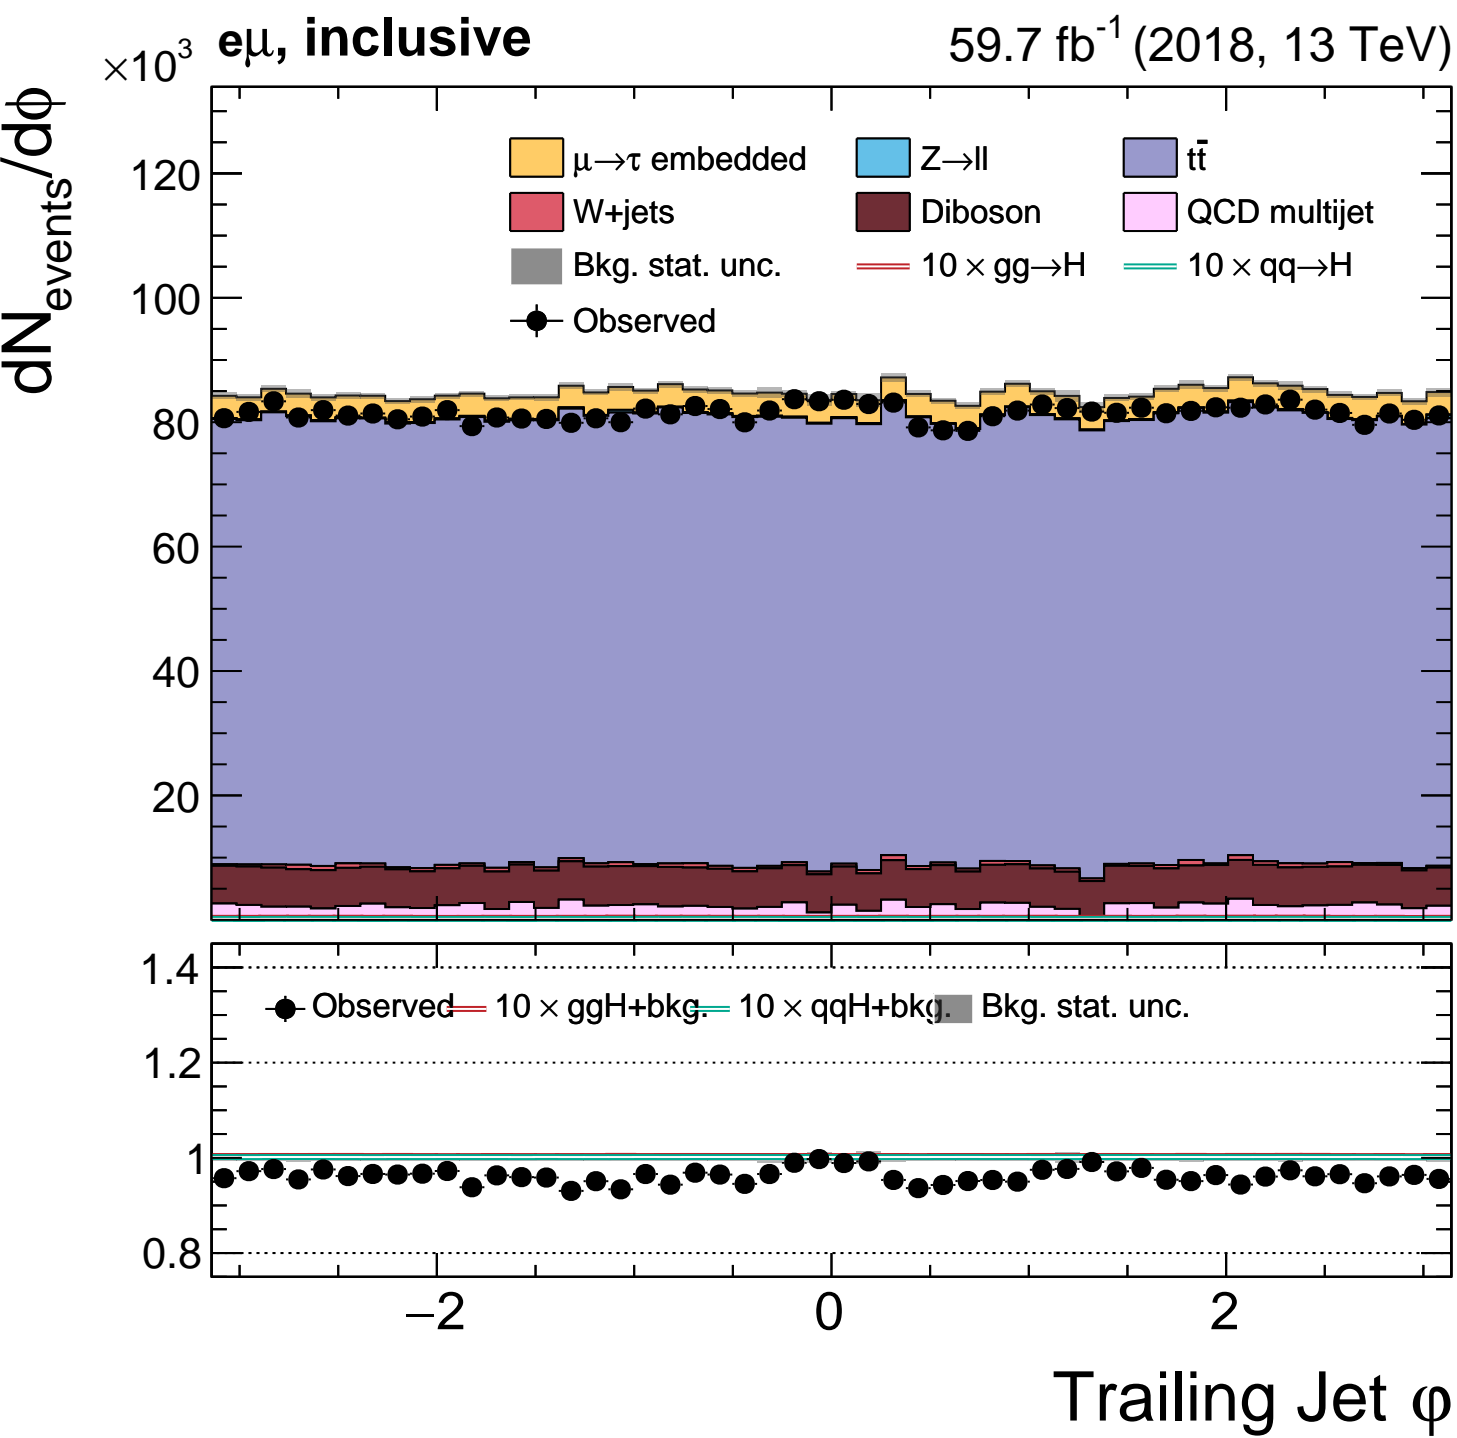 ×10³ eμ, inclusive 59.7 fb⁻¹ (2018, 13 TeV)
dN_events/dϕ
μ→τ embedded Z→ll tt̄
W+jets Diboson QCD multijet
Bkg. stat. unc. 10 × gg→H 10 × qq→H
Observed
120
100
80
60
40
20
1.4
Observed 10 × ggH+bkg. 10 × qqH+bkg. Bkg. stat. unc.
1.2
1
0.8
−2 0 2
Trailing Jet φ